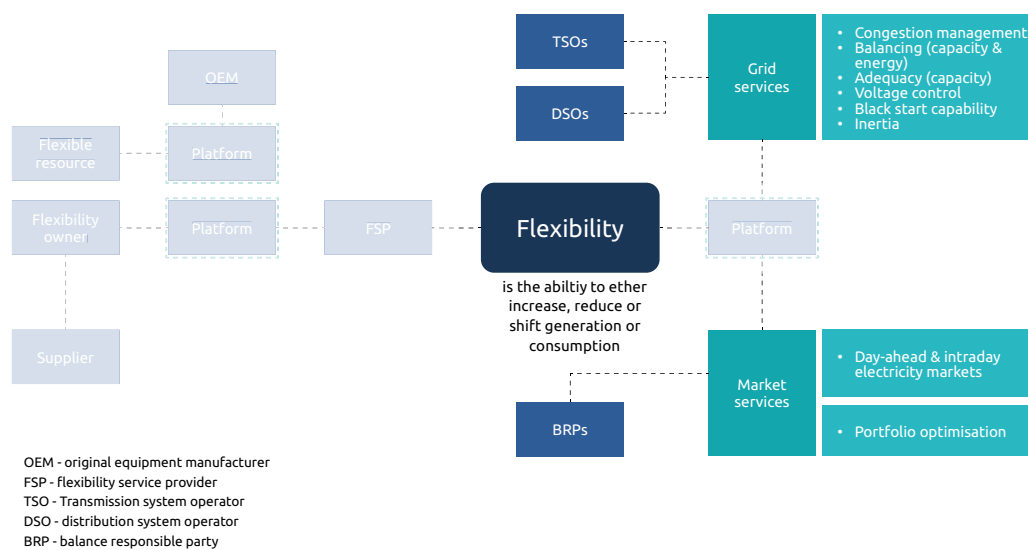 OEM
Flexible
resource
Platform
Flexibility
owner
Platform
FSP
Supplier
Flexibility
is the abiltiy to ether
increase, reduce or
shift generation or
consumption
TSOs
DSOs
Grid
services
• Congestion management
• Balancing (capacity &
energy)
• Adequacy (capacity)
• Voltage control
• Black start capability
• Inertia
Platform
Market
services
• Day-ahead & intraday
electricity markets
• Portfolio optimisation
BRPs
OEM - original equipment manufacturer
FSP - flexibility service provider
TSO - Transmission system operator
DSO - distribution system operator
BRP - balance responsible party